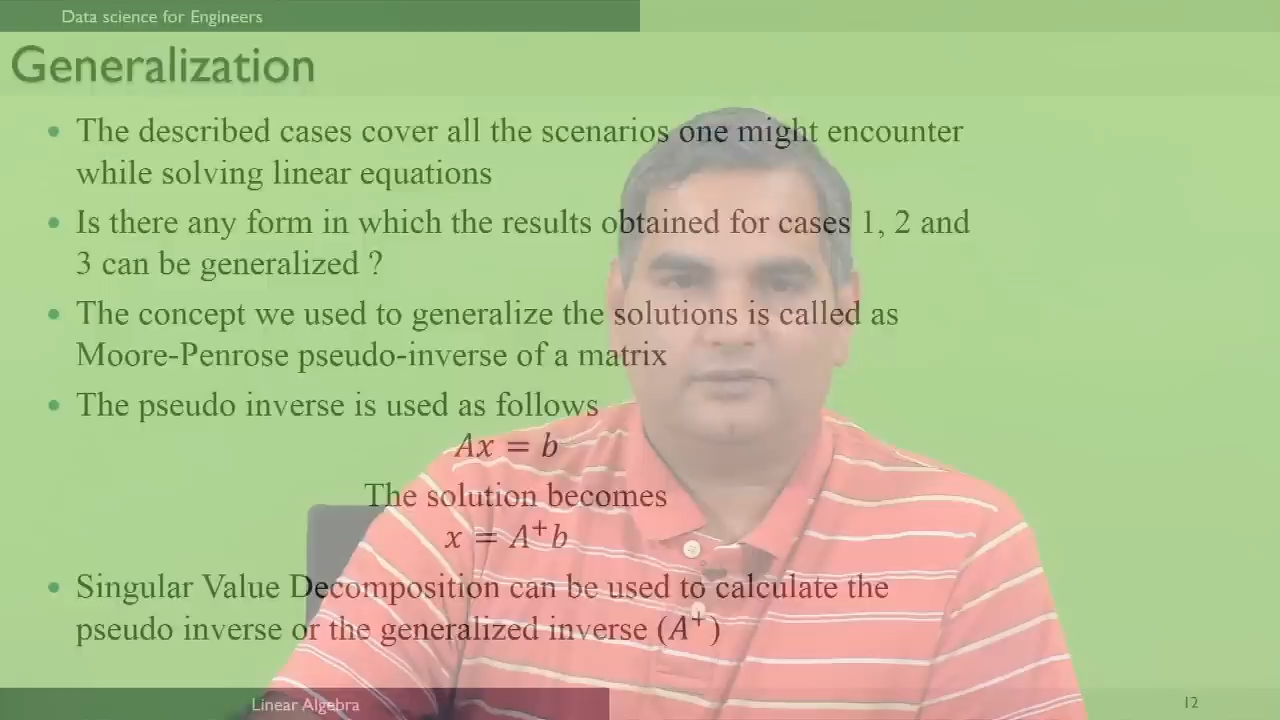 Data science for Engineers
Generalization
• The described cases cover all the scenarios one might encounter
while solving linear equations
• Is there any form in which the results obtained for cases 1, 2 and
3 can be generalized ?
• The concept we used to generalize the solutions is called as
Moore-Penrose pseudo-inverse of a matrix
• The pseudo inverse is used as follows
Ax = b
The solution becomes
x = A⁺b
• Singular Value Decomposition can be used to calculate the
pseudo inverse or the generalized inverse (A⁺)
Linear Algebra
12